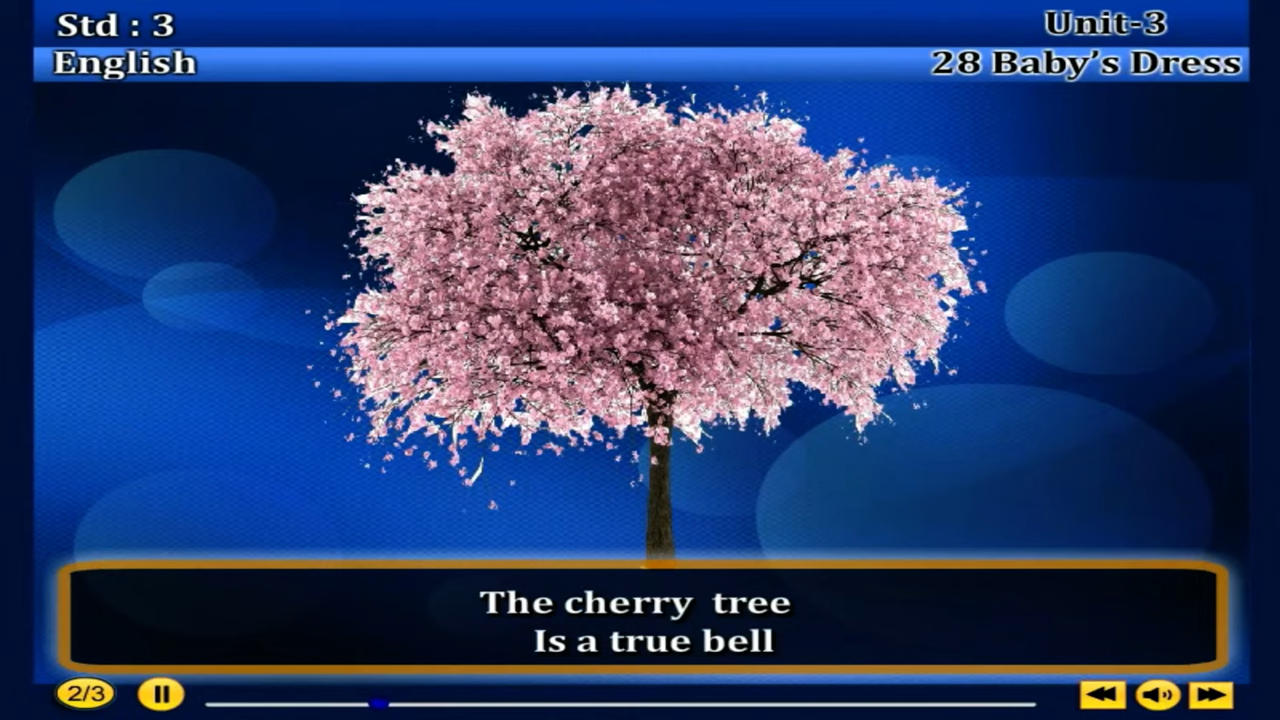 Std : 3
Unit-3
English
28 Baby's Dress
The cherry tree
Is a true bell
2/3